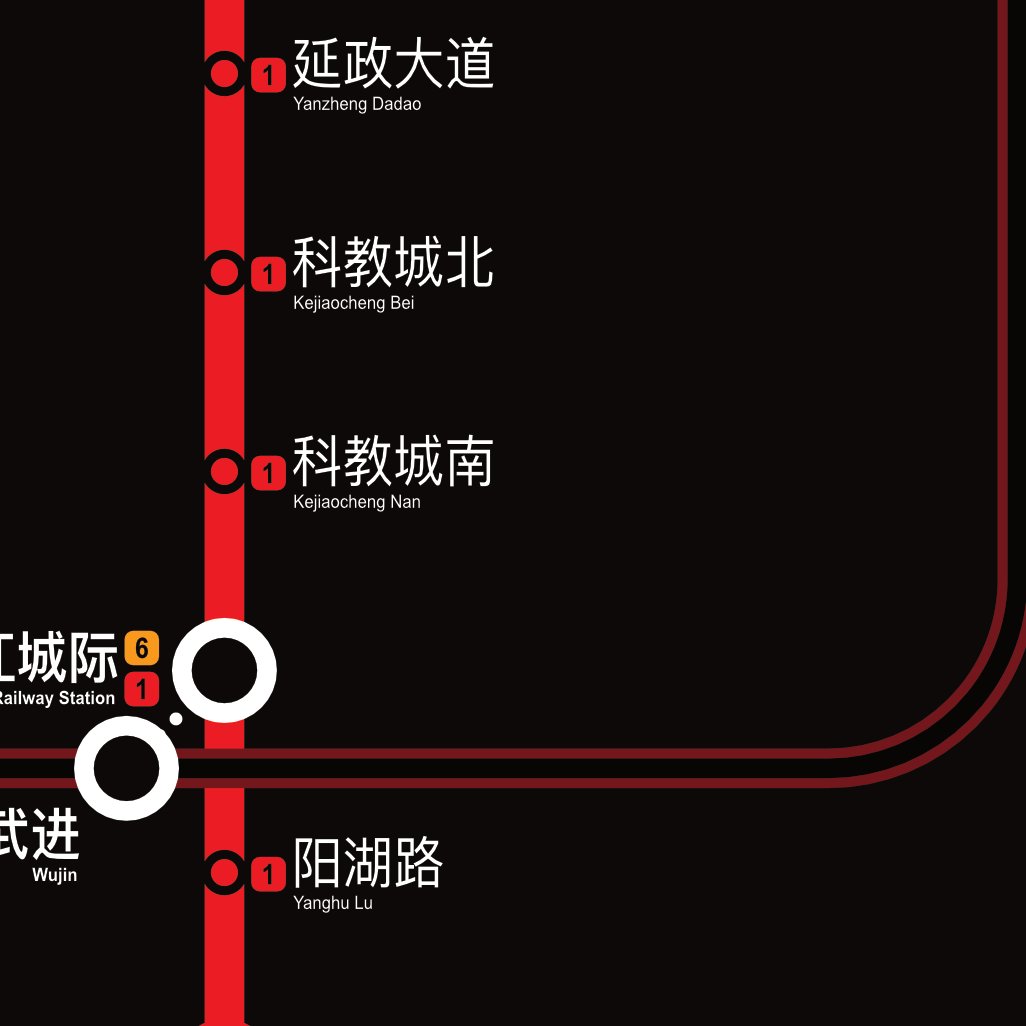 1 延政大道
Yanzheng Dadao
1 科教城北
Kejiaocheng Bei
1 科教城南
Kejiaocheng Nan
城际 6
Railway Station 1
武进
Wujin
1 阳湖路
Yanghu Lu